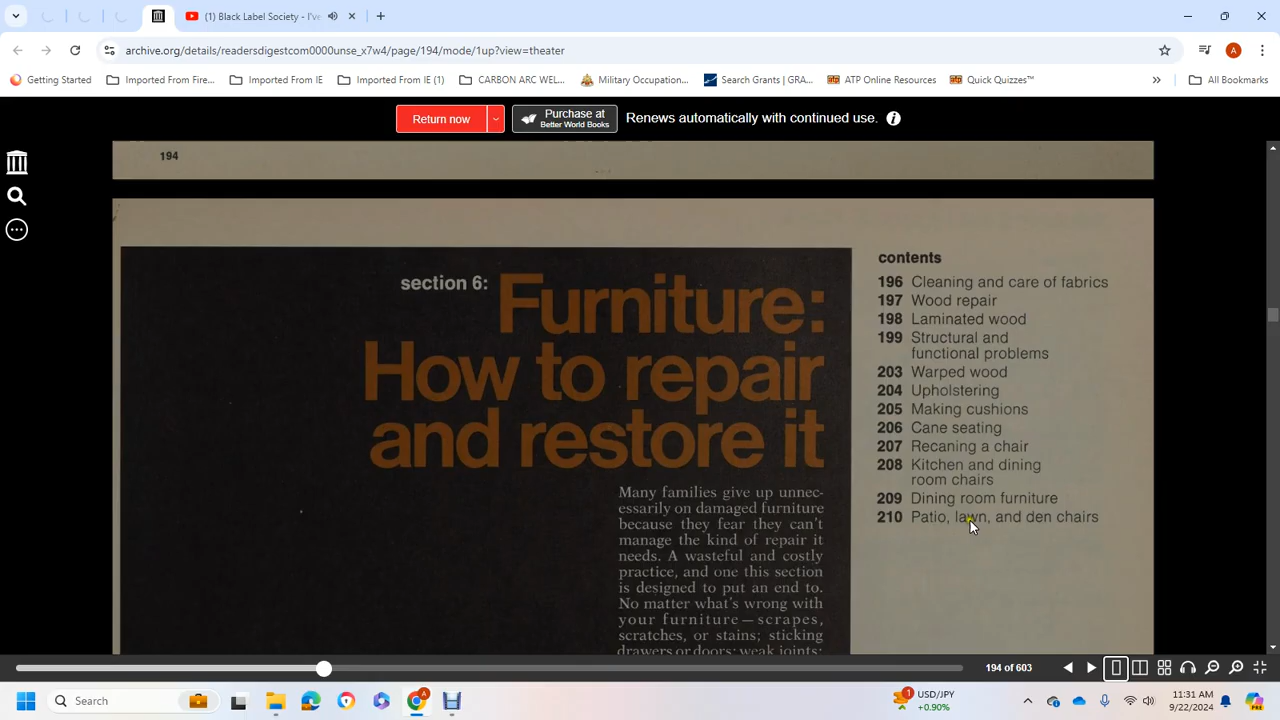 (1) Black Label Society - I've
archive.org/details/readersdigestcom0000unse_x7w4/page/194/mode/1up?view=theater
A
Getting Started
Imported From Fire...
Imported From IE
Imported From IE (1)
CARBON ARC WEL...
Military Occupation...
Search Grants | GRA...
ATP Online Resources
Quick Quizzes™
»
All Bookmarks
Return now
Purchase at
Better World Books
Renews automatically with continued use.
194
section 6: Furniture:
How to repair
and restore it
Many families give up unnec-
essarily on damaged furniture
because they fear they can't
manage the kind of repair it
needs. A wasteful and costly
practice, and one this section
is designed to put an end to.
No matter what's wrong with
your furniture—scrapes,
scratches, or stains; sticking
drawers or doors; weak joints;
contents
196 Cleaning and care of fabrics
197 Wood repair
198 Laminated wood
199 Structural and
functional problems
203 Warped wood
204 Upholstering
205 Making cushions
206 Cane seating
207 Recaning a chair
208 Kitchen and dining
room chairs
209 Dining room furniture
210 Patio, lawn, and den chairs
194 of 603
Search
1
USD/JPY
+0.90%
11:31 AM
9/22/2024